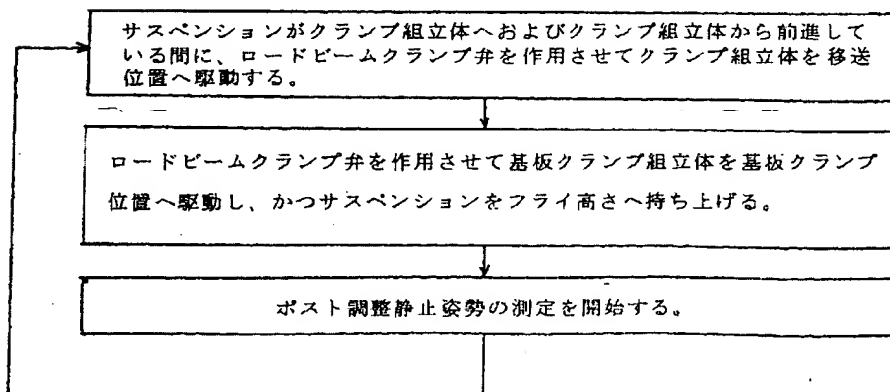 サスペンションがクランプ組立体へおよびクランプ組立体から前進して
いる間に、ロードビームクランプ弁を作用させてクランプ組立体を移送
位置へ駆動する。
ロードビームクランプ弁を作用させて基板クランプ組立体を基板クランプ
位置へ駆動し、かつサスペンションをフライ高さへ持ち上げる。
ポスト調整静止姿勢の測定を開始する。